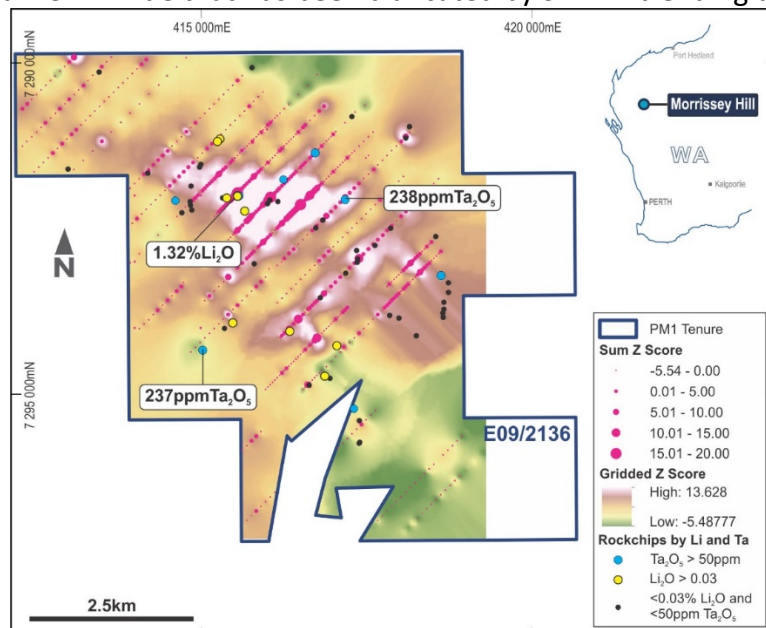 415 000mE
420 000mE
7 290 000mN
7 295 000mN
Port Hedland
Morrissey Hill
WA
Kalgoorlie
PERTH
238ppmTa₂O₅
1.32%Li₂O
N
237ppmTa₂O₅
E09/2136
2.5km
PM1 Tenure
Sum Z Score
-5.54 - 0.00
0.01 - 5.00
5.01 - 10.00
10.01 - 15.00
15.01 - 20.00
Gridded Z Score
High: 13.628
Low: -5.48777
Rockchips by Li and Ta
Ta₂O₅ > 50ppm
Li₂O > 0.03
<0.03% Li₂O and
<50ppm Ta₂O₅